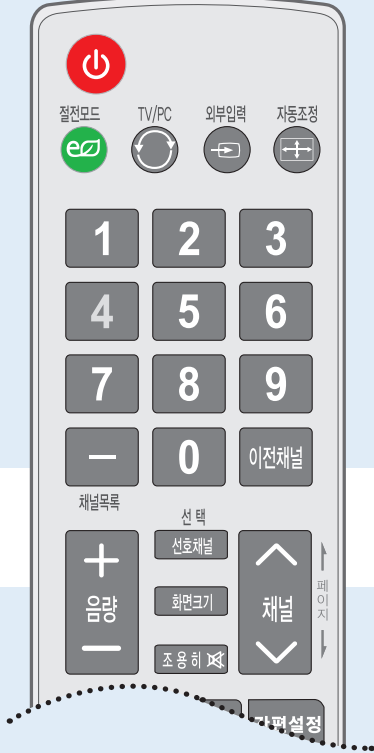 절전모드 TV/PC 외부입력 자동조정
1 2 3
4 5 6
7 8 9
0 이전채널
채널목록
선 택
선호채널
화면크기
음량
채널
페이지
조용히
간편설정